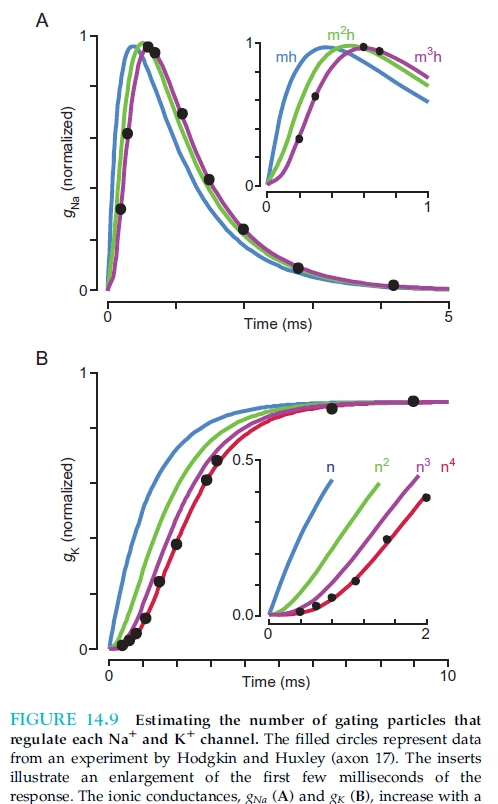 A
1
0
g_Na (normalized)
0
5
Time (ms)
1
0
0
1
mh
m²h
m³h
B
1
0
g_K (normalized)
0
10
Time (ms)
0.5
0.0
0
2
n
n²
n³
n⁴
FIGURE 14.9 Estimating the number of gating particles that
regulate each Na⁺ and K⁺ channel. The filled circles represent data
from an experiment by Hodgkin and Huxley (axon 17). The inserts
illustrate an enlargement of the first few milliseconds of the
response. The ionic conductances, g_Na (A) and g_K (B), increase with a